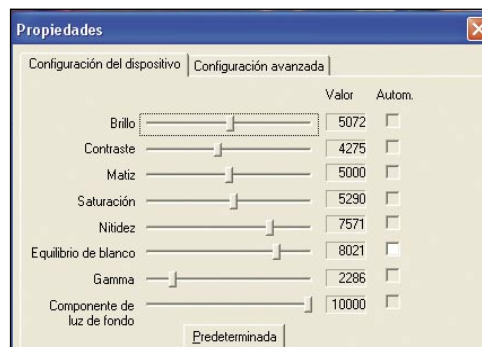 Propiedades
Configuración del dispositivo Configuración avanzada
Valor Autom.
Brillo 5072
Contraste 4275
Matiz 5000
Saturación 5290
Nitidez 7571
Equilibrio de blanco 8021
Gamma 2286
Componente de
luz de fondo 10000
Predeterminada